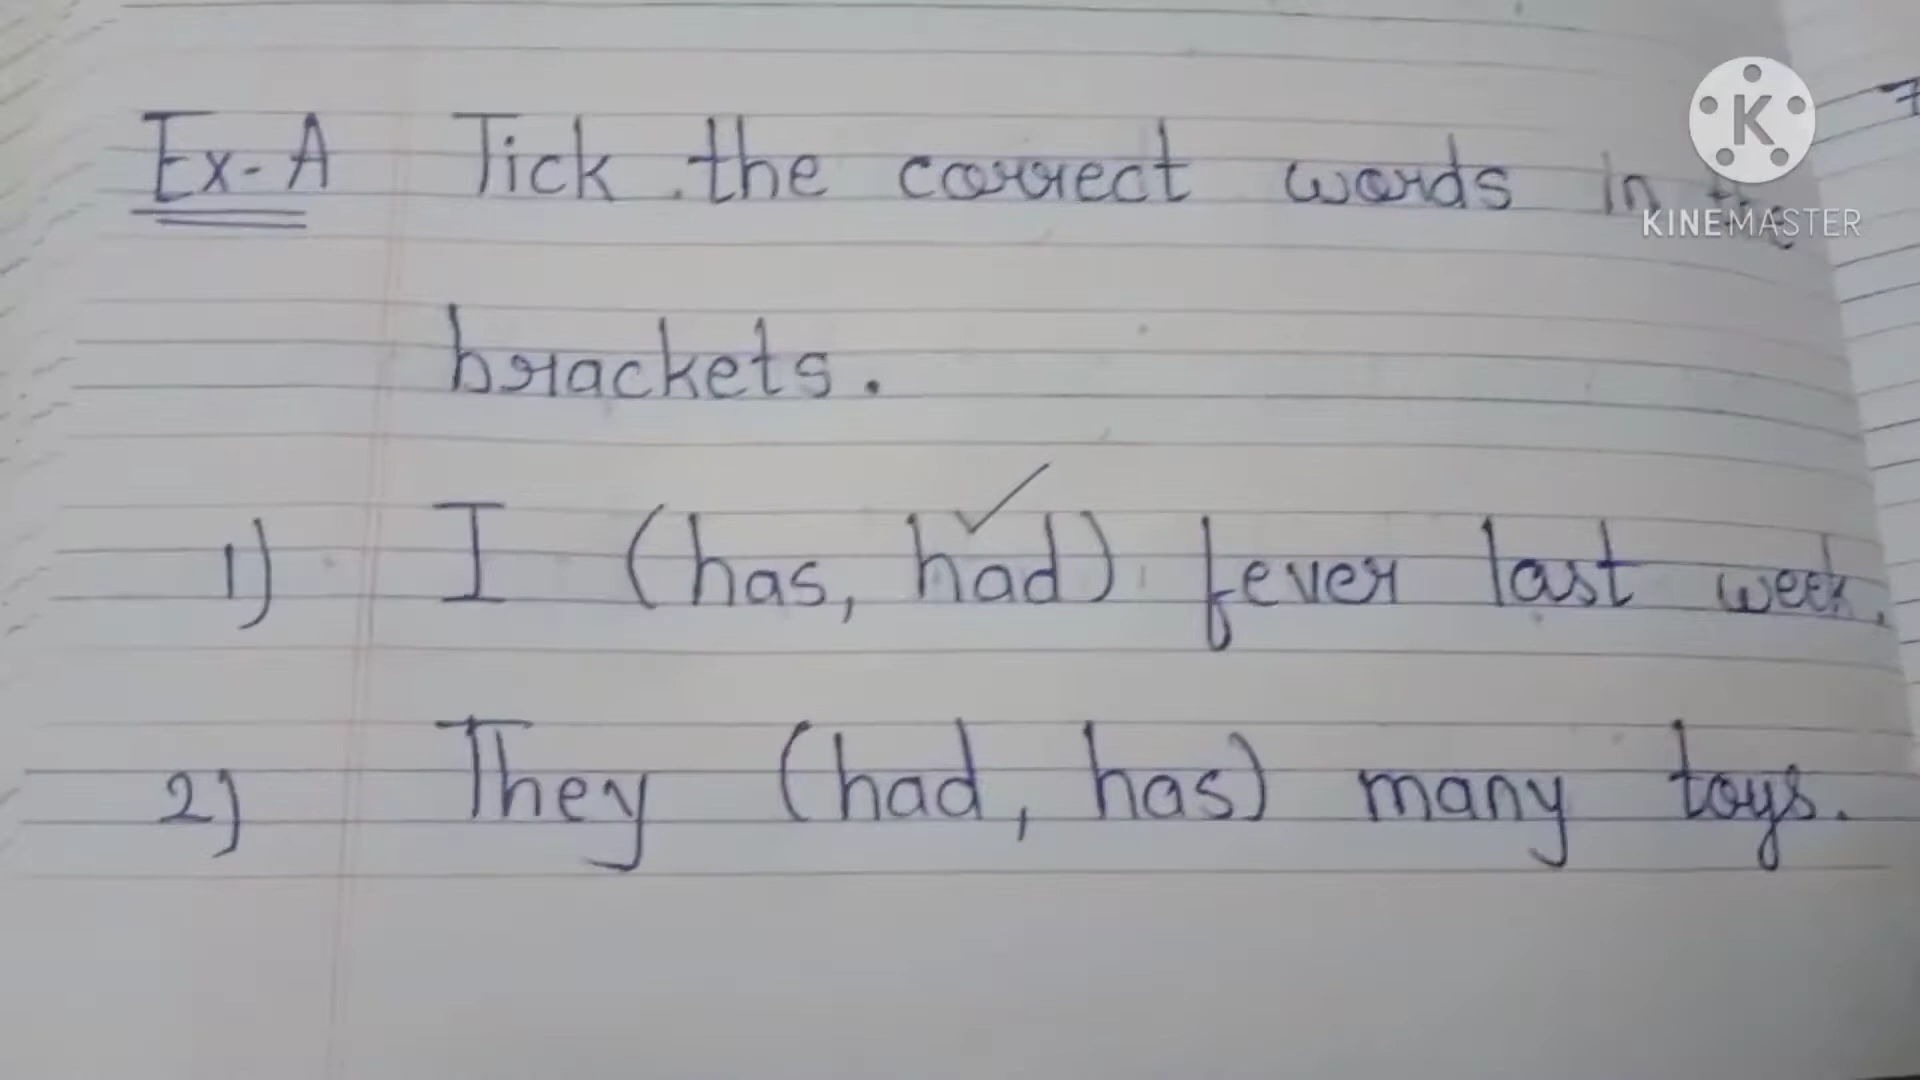 Ex-A Tick the correct words in the
KINEMASTER
brackets.
1) I (has, had) fever last week.
2) They (had, has) many toys.